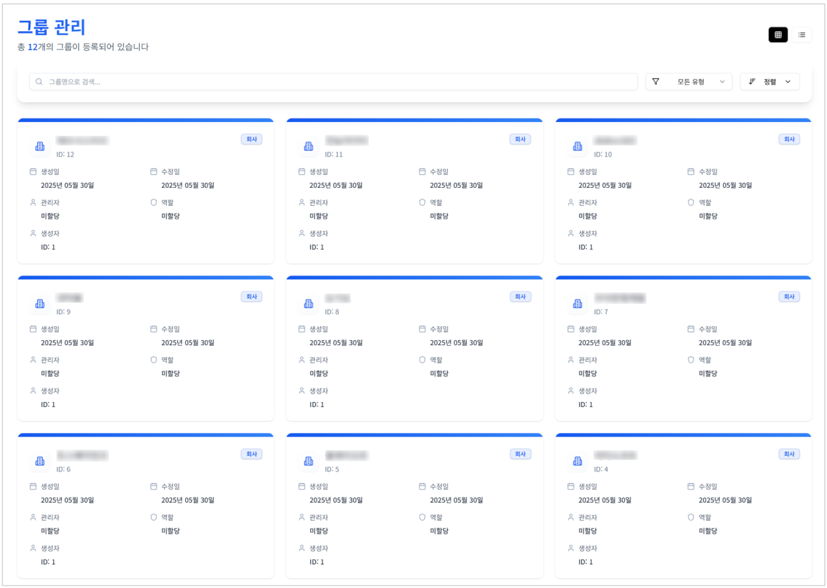 그룹 관리
총 12개의 그룹이 등록되어 있습니다
그룹명으로 검색...
모든 유형
정렬
회사
ID: 12
생성일 수정일
2025년 05월 30일 2025년 05월 30일
관리자 역할
미할당 미할당
생성자
ID: 1
회사
ID: 11
생성일 수정일
2025년 05월 30일 2025년 05월 30일
관리자 역할
미할당 미할당
생성자
ID: 1
회사
ID: 10
생성일 수정일
2025년 05월 30일 2025년 05월 30일
관리자 역할
미할당 미할당
생성자
ID: 1
회사
ID: 9
생성일 수정일
2025년 05월 30일 2025년 05월 30일
관리자 역할
미할당 미할당
생성자
ID: 1
회사
ID: 8
생성일 수정일
2025년 05월 30일 2025년 05월 30일
관리자 역할
미할당 미할당
생성자
ID: 1
회사
ID: 7
생성일 수정일
2025년 05월 30일 2025년 05월 30일
관리자 역할
미할당 미할당
생성자
ID: 1
회사
ID: 6
생성일 수정일
2025년 05월 30일 2025년 05월 30일
관리자 역할
미할당 미할당
생성자
ID: 1
회사
ID: 5
생성일 수정일
2025년 05월 30일 2025년 05월 30일
관리자 역할
미할당 미할당
생성자
ID: 1
회사
ID: 4
생성일 수정일
2025년 05월 30일 2025년 05월 30일
관리자 역할
미할당 미할당
생성자
ID: 1